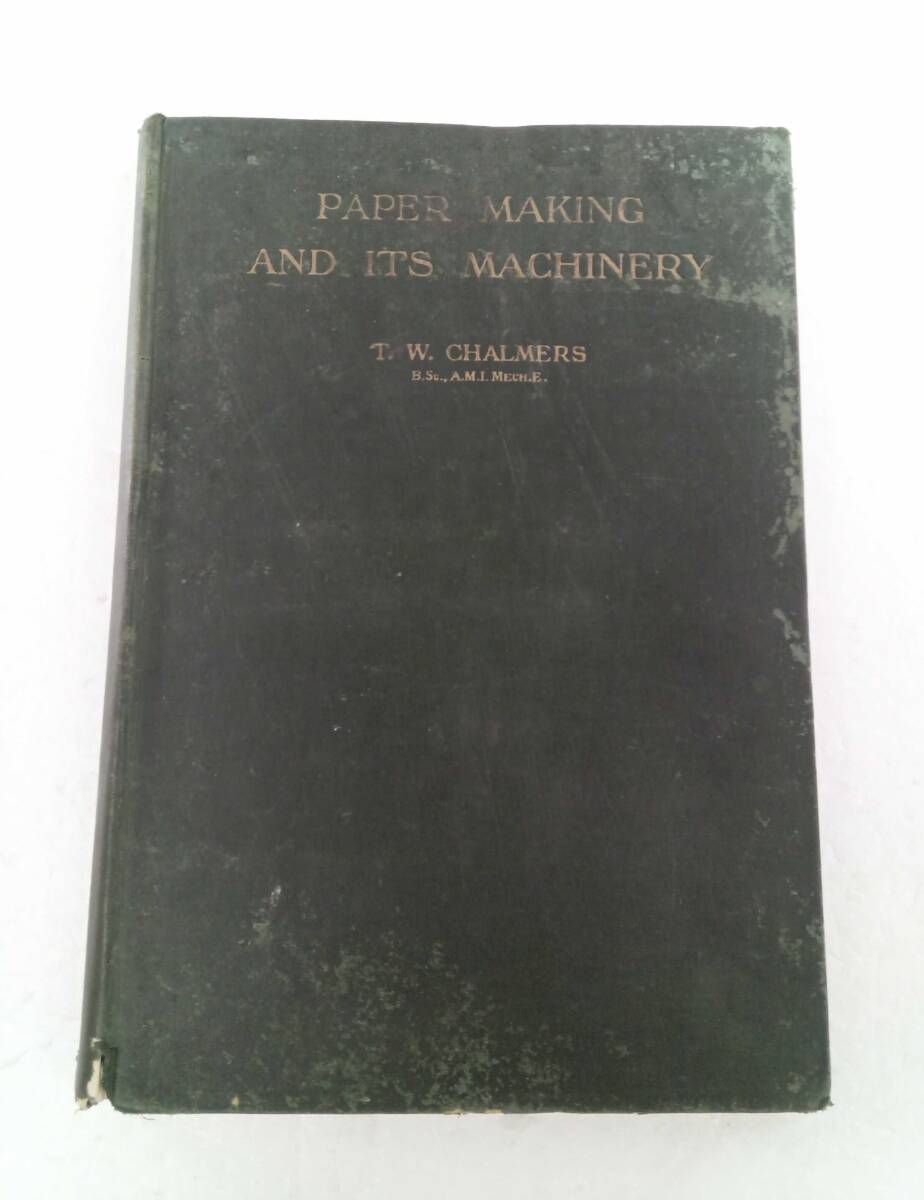 PAPER MAKING
AND ITS MACHINERY
T. W. CHALMERS
B.Sc., A.M.I. MECH.E.